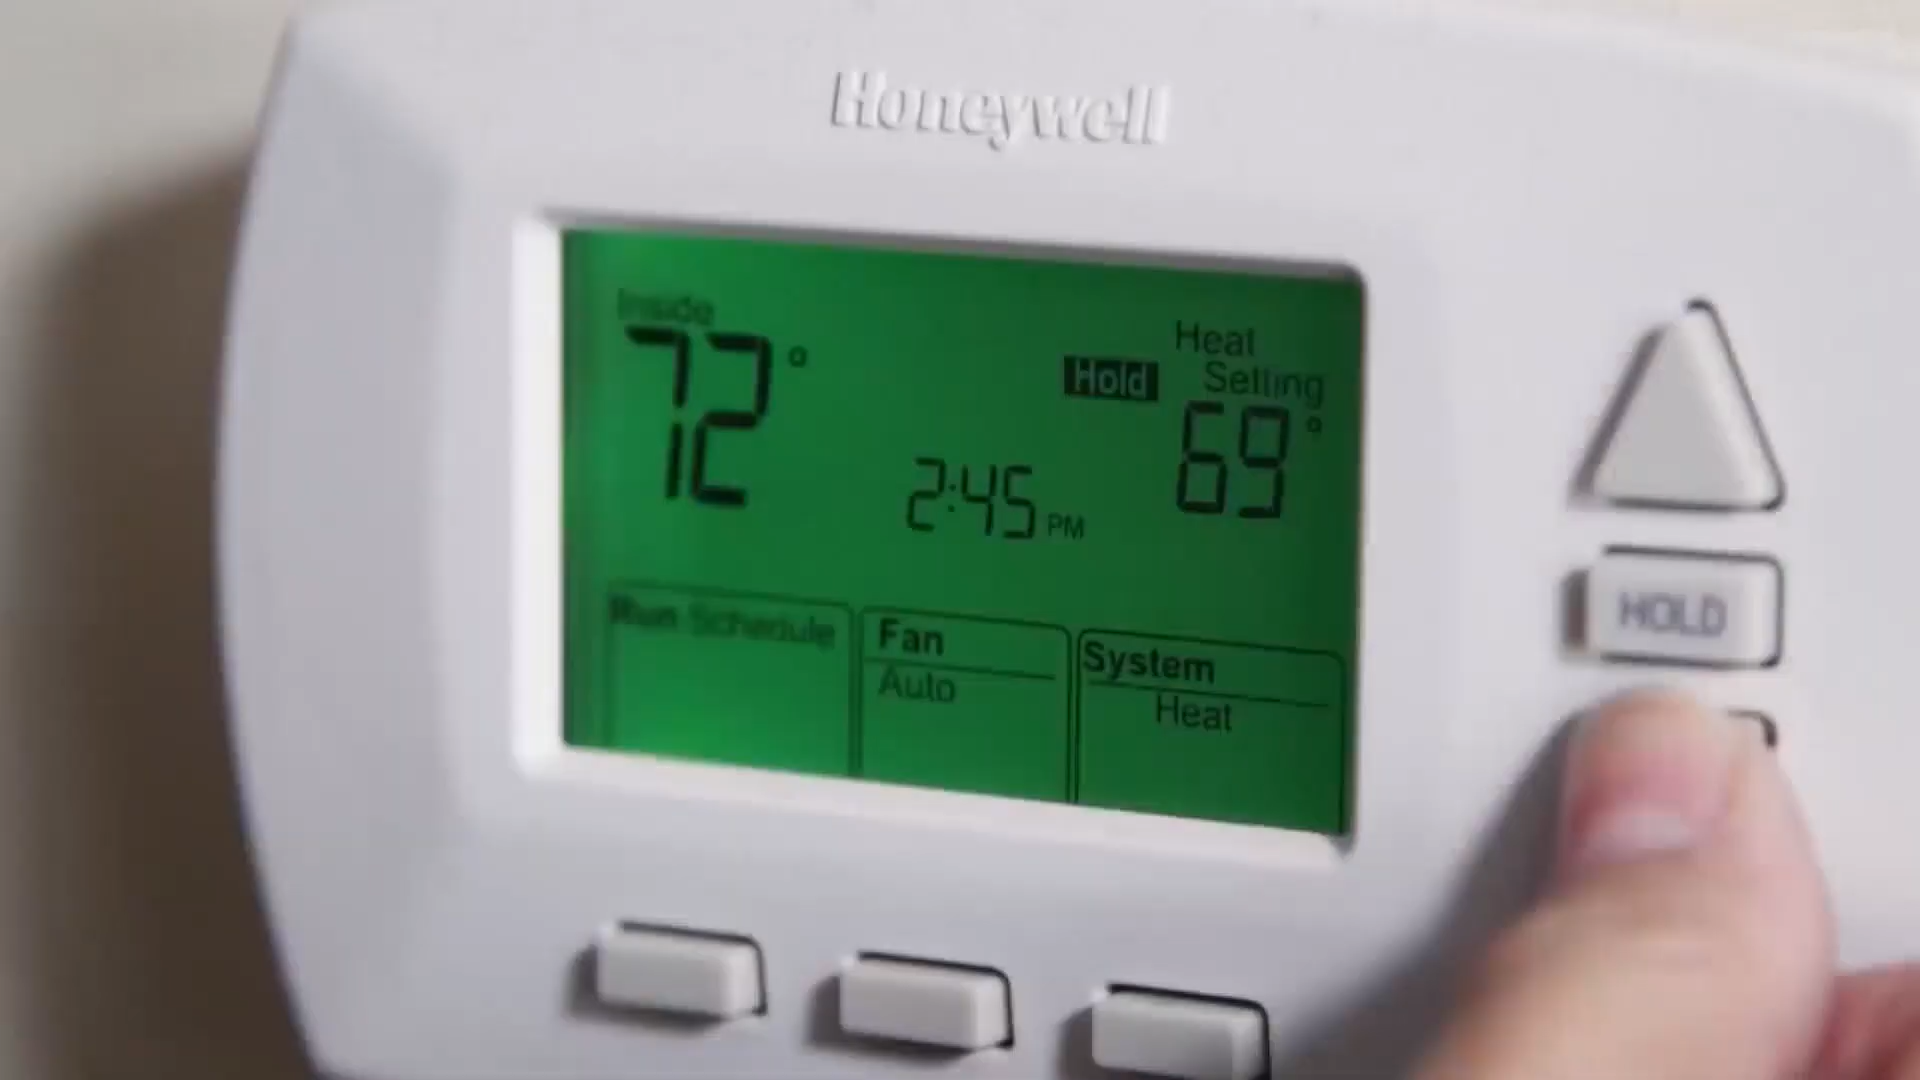 Honeywell
Inside
72°
Heat
Hold Setting
69°
2:45 PM
Run Schedule
Fan
Auto
System
Heat
HOLD